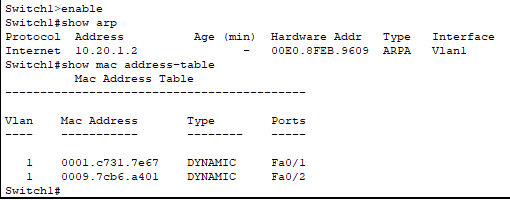 Switch1>enable
Switch1#show arp
Protocol  Address          Age (min)  Hardware Addr   Type   Interface
Internet  10.20.1.2               -   00E0.8FEB.9609  ARPA   Vlan1
Switch1#show mac address-table
          Mac Address Table
-------------------------------------------

Vlan    Mac Address       Type        Ports
----    -----------       --------    -----

   1    0001.c731.7e67    DYNAMIC     Fa0/1
   1    0009.7cb6.a401    DYNAMIC     Fa0/2
Switch1#